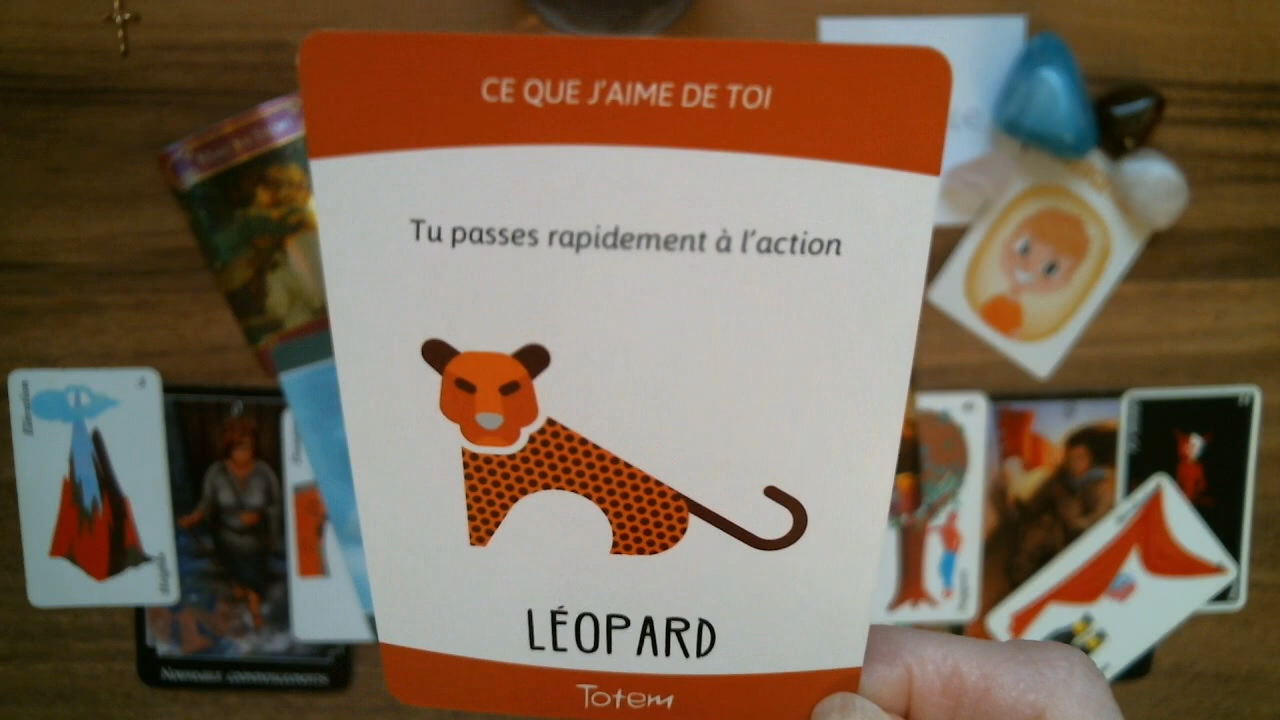 CE QUE J'AIME DE TOI
Tu passes rapidement à l'action
LÉOPARD
Totem